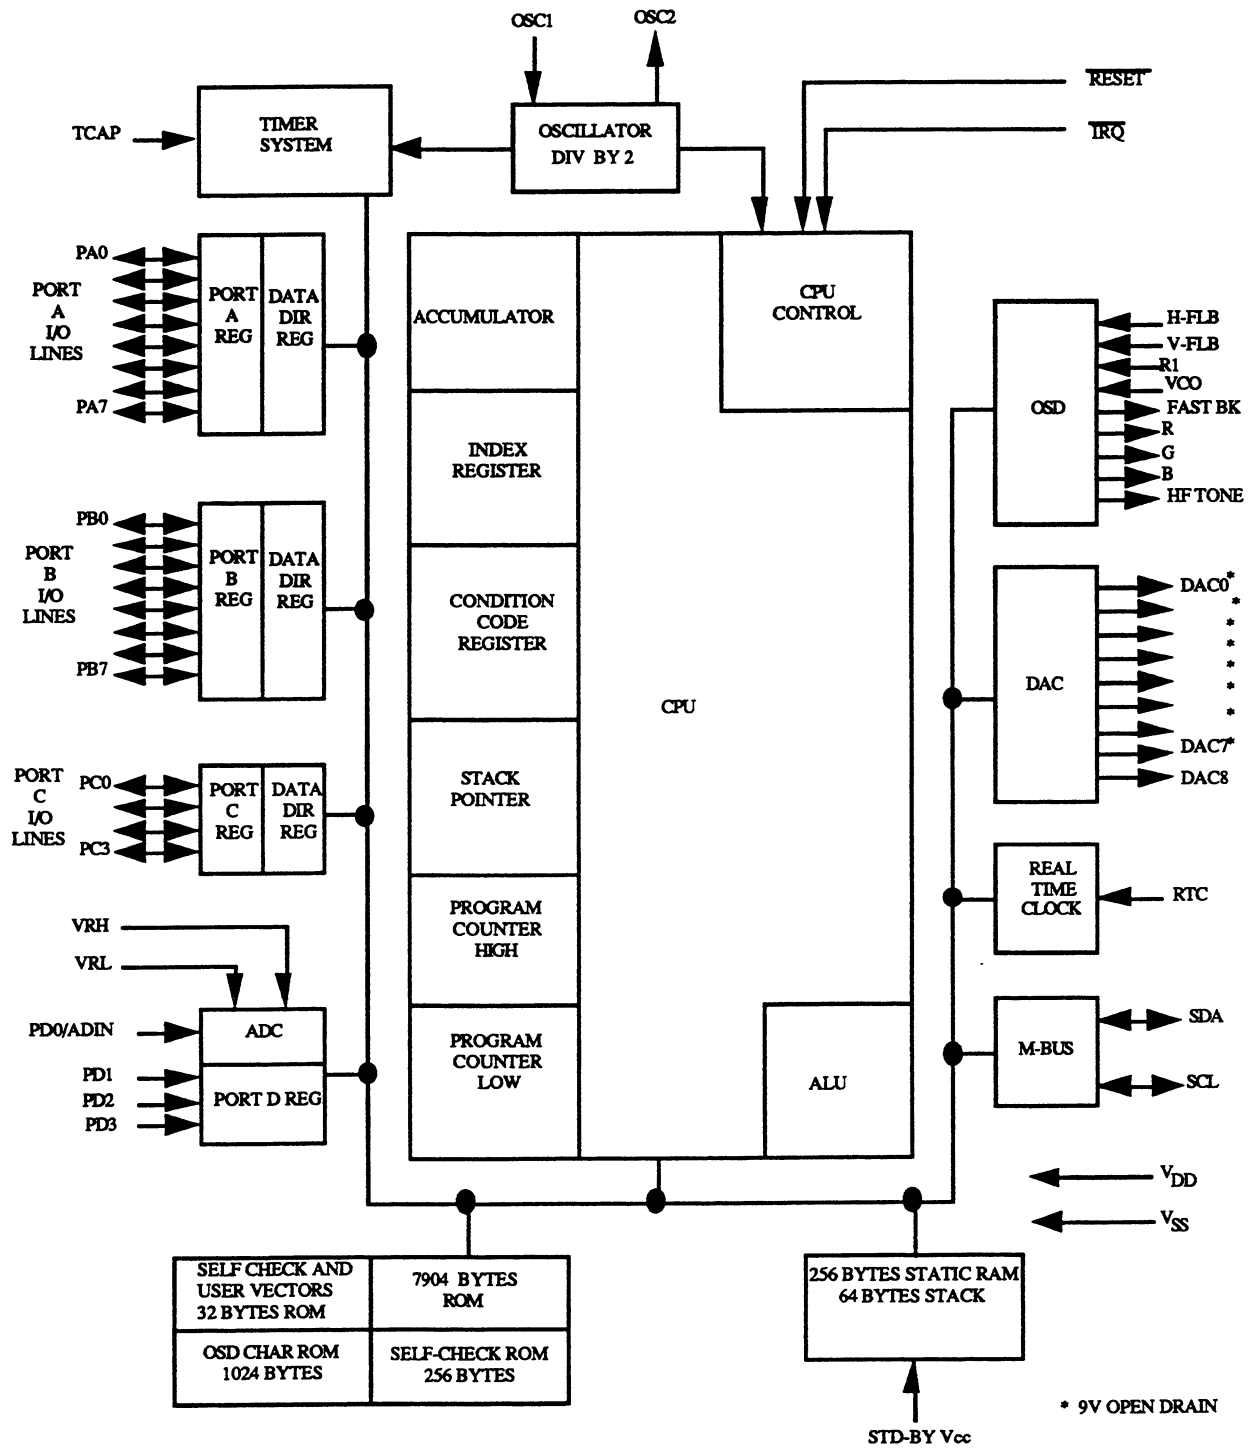 OSC1
OSC2
RESET
IRQ
TCAP
TIMER
SYSTEM
OSCILLATOR
DIV BY 2
PA0
PORT
A
I/O
LINES
PA7
PORT
A
REG
DATA
DIR
REG
PB0
PORT
B
I/O
LINES
PB7
PORT
B
REG
DATA
DIR
REG
PORT
C
I/O
LINES
PC0
PC3
PORT
C
REG
DATA
DIR
REG
VRH
VRL
PD0/ADIN
PD1
PD2
PD3
ADC
PORT D REG
ACCUMULATOR
INDEX
REGISTER
CONDITION
CODE
REGISTER
STACK
POINTER
PROGRAM
COUNTER
HIGH
PROGRAM
COUNTER
LOW
CPU
CONTROL
CPU
ALU
OSD
H-FLB
V-FLB
R1
VCO
FAST BK
R
G
B
HF TONE
DAC
DAC0*
*
*
*
*
*
*
DAC7*
DAC8
REAL
TIME
CLOCK
RTC
M-BUS
SDA
SCL
VDD
VSS
SELF CHECK AND
USER VECTORS
32 BYTES ROM
7904 BYTES
ROM
OSD CHAR ROM
1024 BYTES
SELF-CHECK ROM
256 BYTES
256 BYTES STATIC RAM
64 BYTES STACK
STD-BY Vcc
* 9V OPEN DRAIN